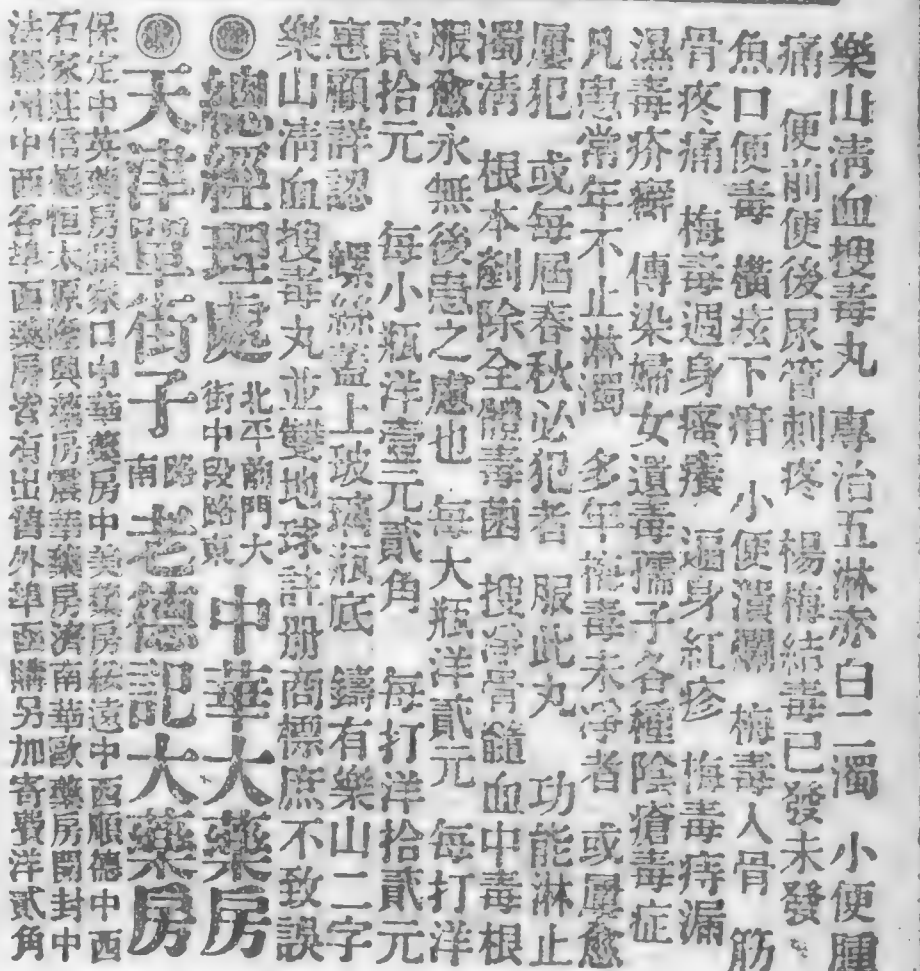 樂山淸血搜毒丸　專治五淋赤白二濁　小便腫
痛　便前便後尿管刺疼　楊梅結毒已發未發
魚口便毒　橫痃下疳　小便潰爛　梅毒人骨　筋
骨疼痛　梅毒週身瘙癢　遍身紅疹　梅毒痔漏
濕毒疥癬　傳染婦女遺毒孺子各種陰瘡毒症
凡患常年不止淋濁　多年梅毒未淨者　或屢愈
屢犯　或每屆春秋必犯者　服此丸　功能淋止
濁淸　根本剷除全體毒菌　搜淨骨髓血中毒根
服愈永無後患之慮也　每大瓶洋貳元　每打洋
貳拾元　每小瓶洋壹元貳角　每打洋拾貳元
惠顧詳認　螺絲蓋上玻璃瓶底　鑄有樂山二字
樂山淸血搜毒丸並雙地球註册商標庶不致誤
總經理處　北平前門大
街中段路東　中華大藥房
天津單街子　路
南　老德記大藥房
保定中英藥房　家口中華藥房中美藥房綏遠中西順德中西
石家莊　恒太原　興藥房震華藥房濟南華歐藥房開封中
法　州中西各埠西藥房皆有出售外埠函購另加寄費洋貳角